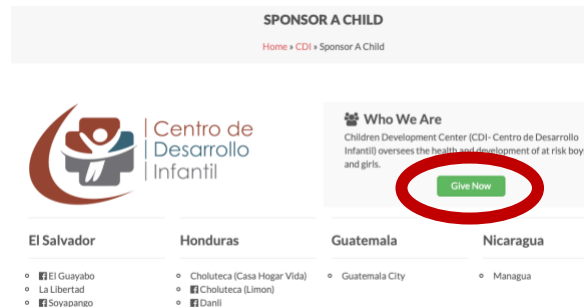 SPONSOR A CHILD
Home » CDI » Sponsor A Child
Centro de
Desarrollo
Infantil
Who We Are
Children Development Center (CDI- Centro de Desarrollo
Infantil) oversees the health and development of at risk boys
and girls.
Give Now
El Salvador
El Guayabo
La Libertad
Soyapango
Honduras
Choluteca (Casa Hogar Vida)
Choluteca (Limon)
Danli
Guatemala
Guatemala City
Nicaragua
Managua